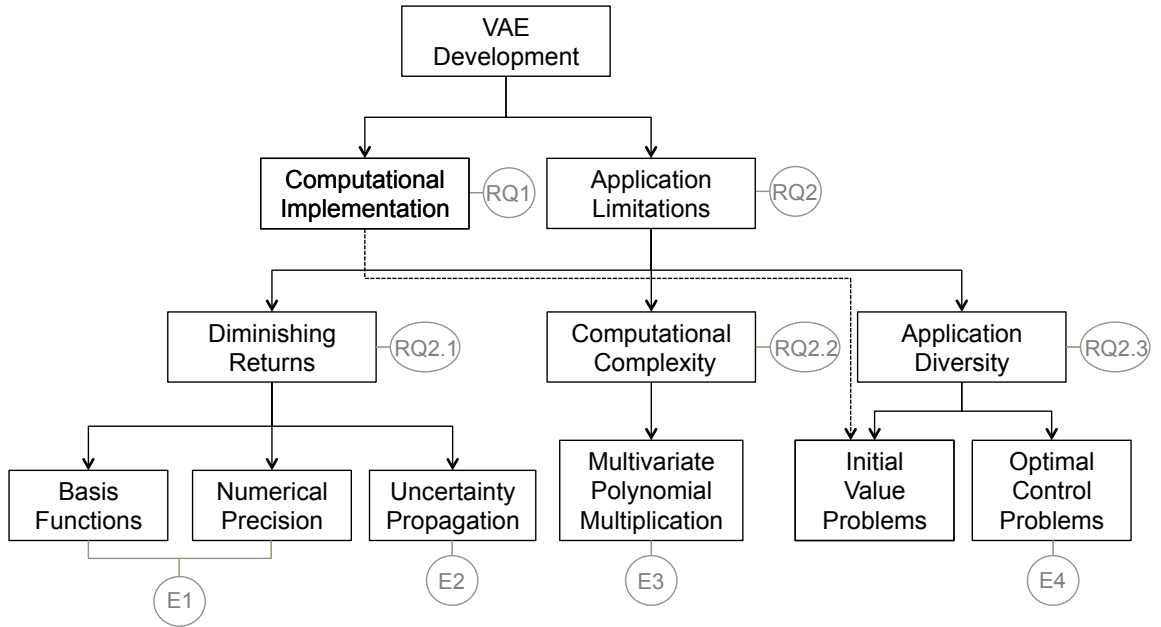 VAE
Development
Computational
Implementation
RQ1
Application
Limitations
RQ2
Diminishing
Returns
RQ2.1
Computational
Complexity
RQ2.2
Application
Diversity
RQ2.3
Basis
Functions
Numerical
Precision
Uncertainty
Propagation
Multivariate
Polynomial
Multiplication
Initial
Value
Problems
Optimal
Control
Problems
E1
E2
E3
E4